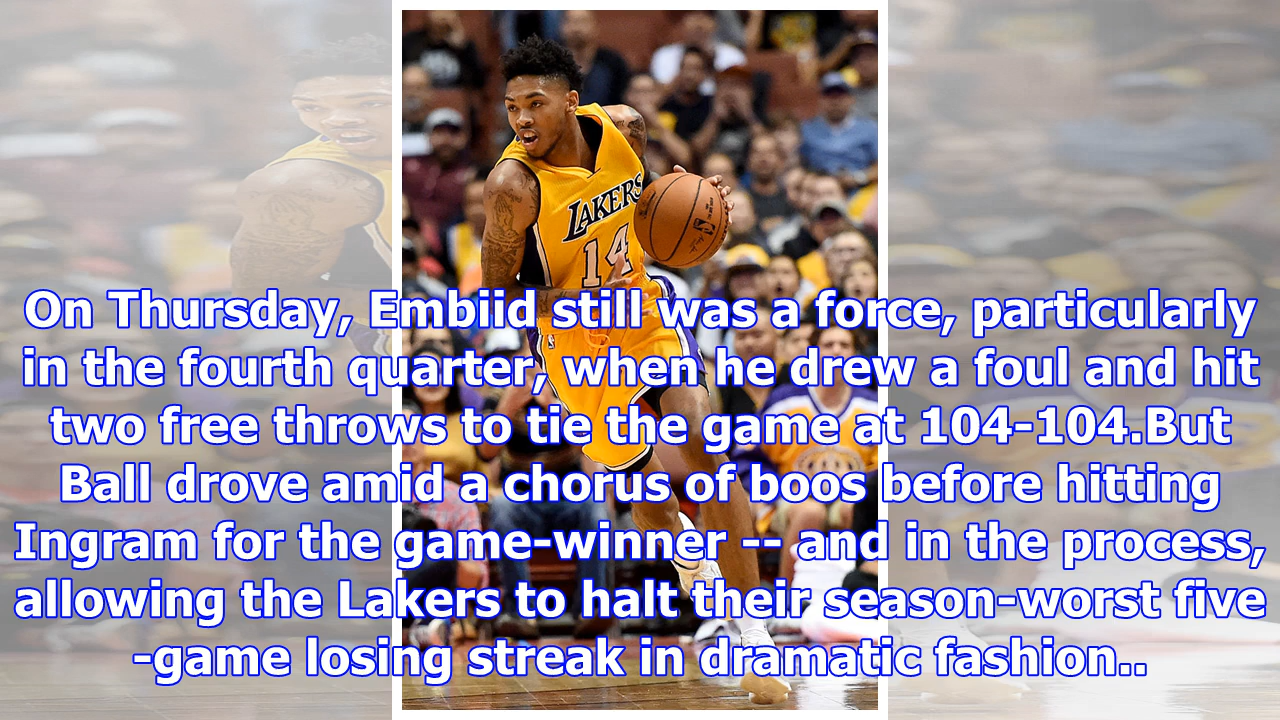 LAKERS
14
On Thursday, Embiid still was a force, particularly
in the fourth quarter, when he drew a foul and hit
two free throws to tie the game at 104-104.But
Ball drove amid a chorus of boos before hitting
Ingram for the game-winner -- and in the process,
allowing the Lakers to halt their season-worst five
-game losing streak in dramatic fashion..